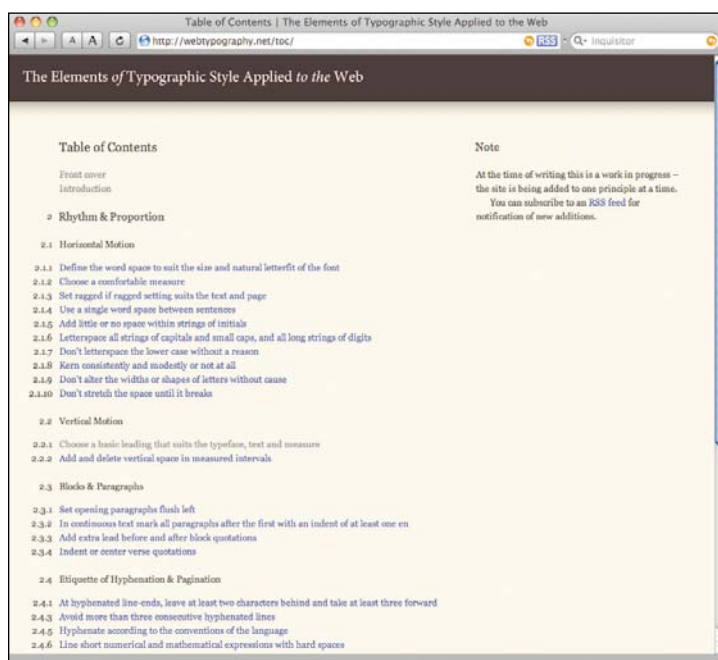 Table of Contents | The Elements of Typographic Style Applied to the Web
A A C http://webtypography.net/toc/ RSS Q- Inquisitor
The Elements of Typographic Style Applied to the Web
Table of Contents
Front cover
Introduction
2 Rhythm & Proportion
2.1 Horizontal Motion
2.1.1 Define the word space to suit the size and natural letterfit of the font
2.1.2 Choose a comfortable measure
2.1.3 Set ragged if ragged setting suits the text and page
2.1.4 Use a single word space between sentences
2.1.5 Add little or no space within strings of initials
2.1.6 Letterspace all strings of capitals and small caps, and all long strings of digits
2.1.7 Don't letterspace the lower case without a reason
2.1.8 Kern consistently and modestly or not at all
2.1.9 Don't alter the widths or shapes of letters without cause
2.1.10 Don't stretch the space until it breaks
2.2 Vertical Motion
2.2.1 Choose a basic leading that suits the typeface, text and measure
2.2.2 Add and delete vertical space in measured intervals
2.3 Blocks & Paragraphs
2.3.1 Set opening paragraphs flush left
2.3.2 In continuous text mark all paragraphs after the first with an indent of at least one en
2.3.3 Add extra lead before and after block quotations
2.3.4 Indent or center verse quotations
2.4 Etiquette of Hyphenation & Pagination
2.4.1 At hyphenated line-ends, leave at least two characters behind and take at least three forward
2.4.3 Avoid more than three consecutive hyphenated lines
2.4.5 Hyphenate according to the conventions of the language
2.4.6 Line short numerical and mathematical expressions with hard spaces
Note
At the time of writing this is a work in progress –
the site is being added to one principle at a time.
You can subscribe to an RSS feed for
notification of new additions.